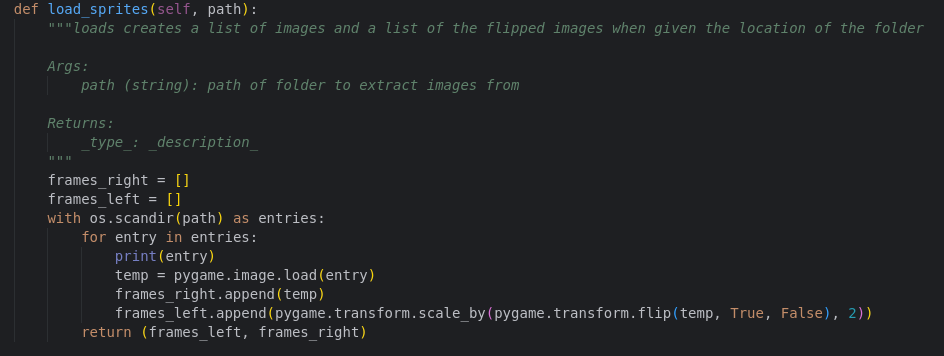 def load_sprites(self, path):
    """loads creates a list of images and a list of the flipped images when given the location of the folder

    Args:
        path (string): path of folder to extract images from

    Returns:
        _type_: _description_
    """
    frames_right = []
    frames_left = []
    with os.scandir(path) as entries:
        for entry in entries:
            print(entry)
            temp = pygame.image.load(entry)
            frames_right.append(temp)
            frames_left.append(pygame.transform.scale_by(pygame.transform.flip(temp, True, False), 2))
        return (frames_left, frames_right)